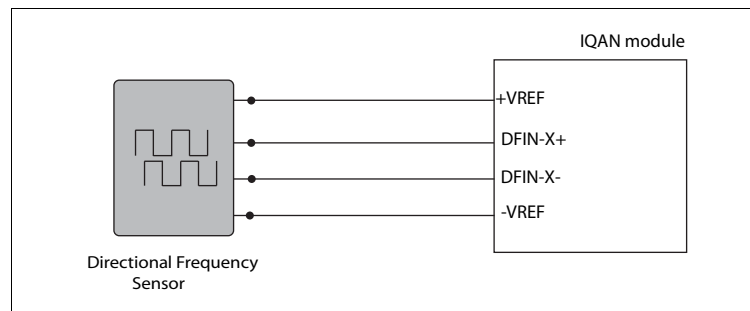 IQAN module
+VREF
DFIN-X+
DFIN-X-
-VREF
Directional Frequency
Sensor